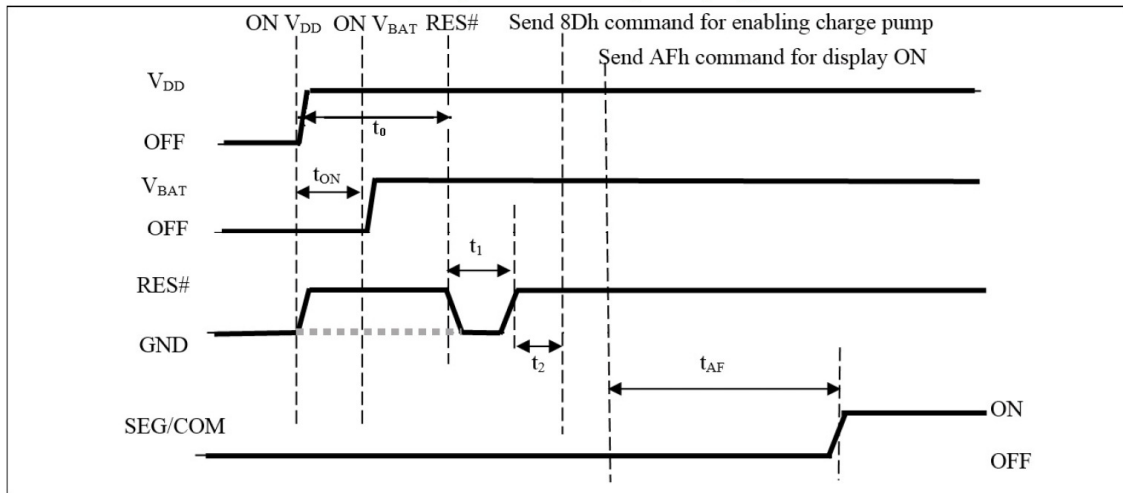 ON VDD ON VBAT RES# Send 8Dh command for enabling charge pump
Send AFh command for display ON
VDD
t0
OFF
tON
VBAT
OFF
t1
RES#
GND
t2
tAF
SEG/COM
ON
OFF